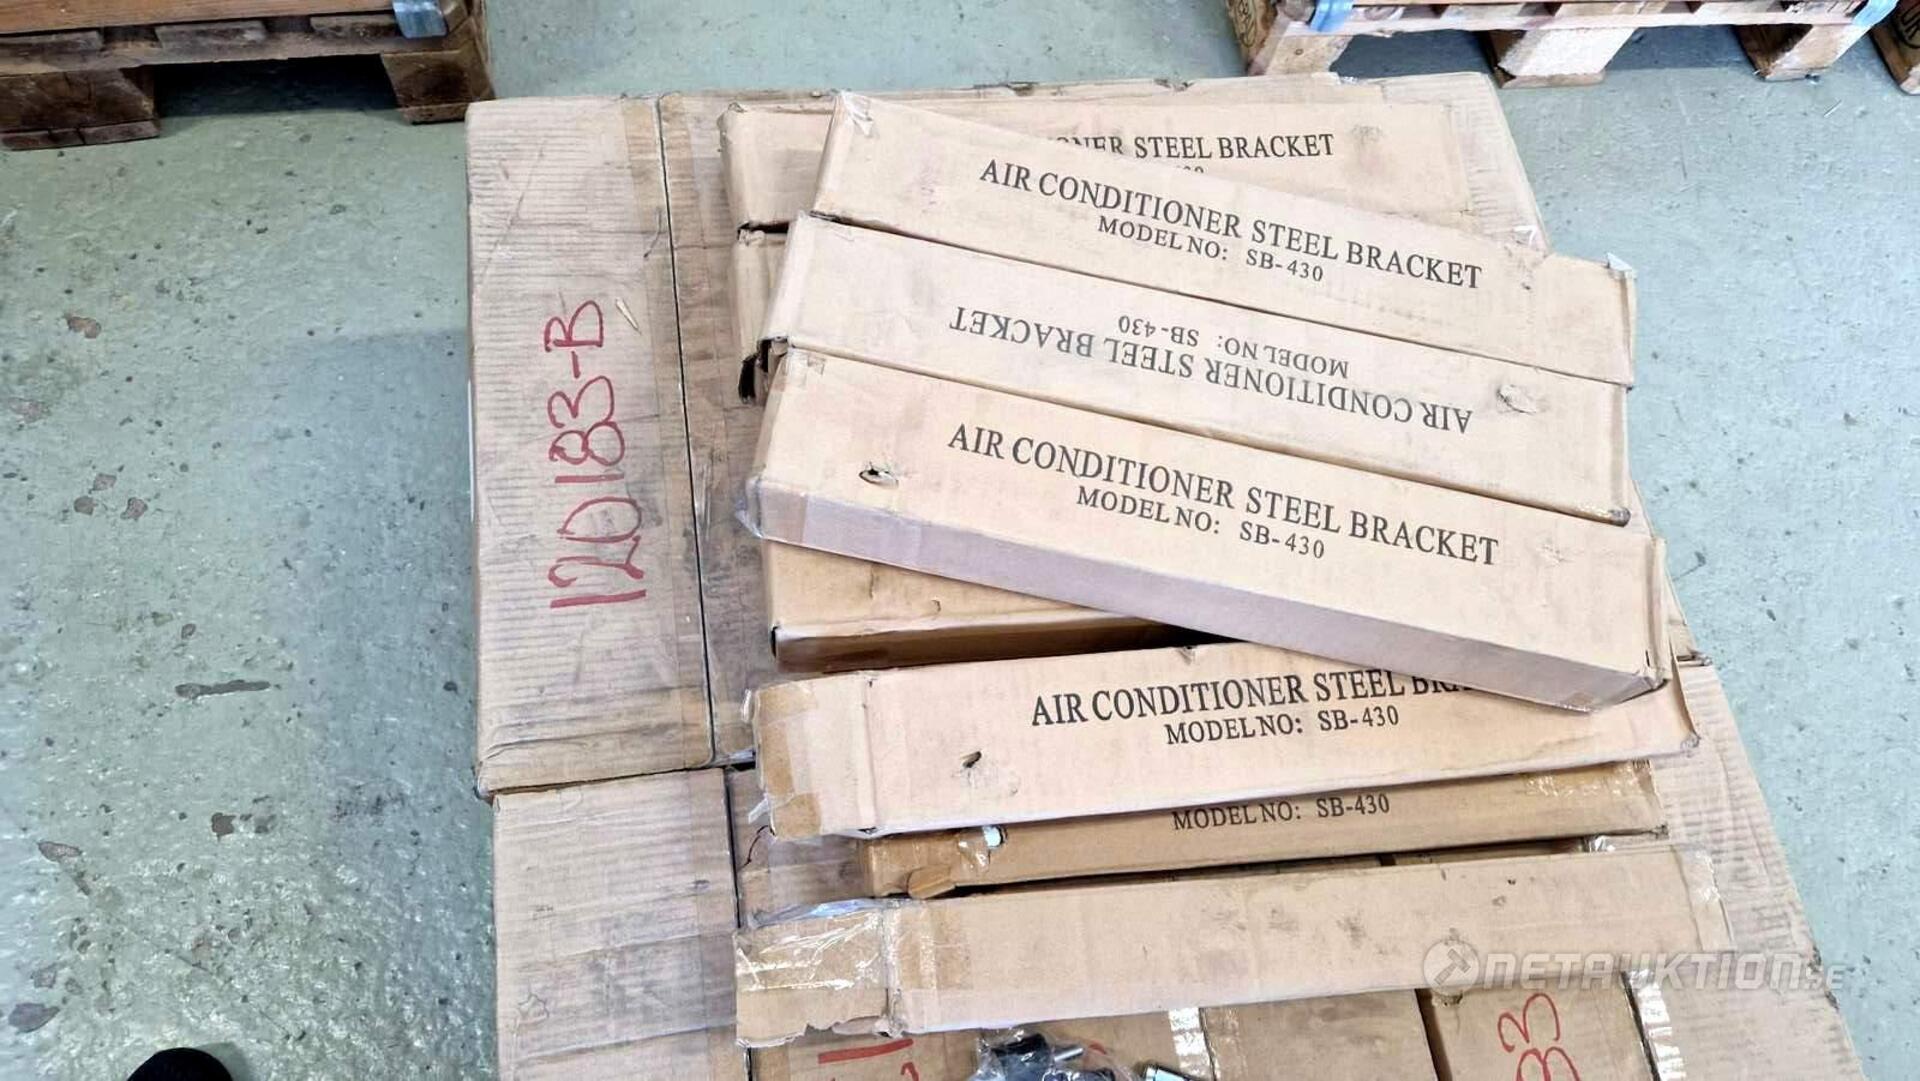 STEEL BRACKET
AIR CONDITIONER STEEL BRACKET
MODEL NO: SB-430
AIR CONDITIONER STEEL BRACKET
MODEL NO: SB-430
AIR CONDITIONER STEEL BRACKET
MODEL NO: SB-430
120183-B
AIR CONDITIONER STEEL
MODEL NO: SB-430
MODEL NO: SB-430
NETAUKTION.SE